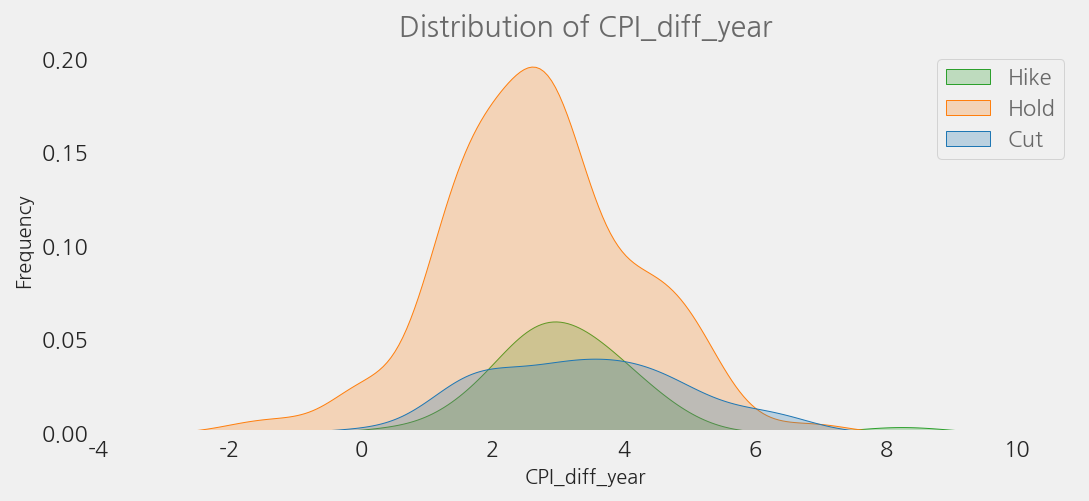 Distribution of CPI_diff_year
Hike
Hold
Cut
Frequency
0.20
0.15
0.10
0.05
0.00
-4 -2 0 2 4 6 8 10
CPI_diff_year